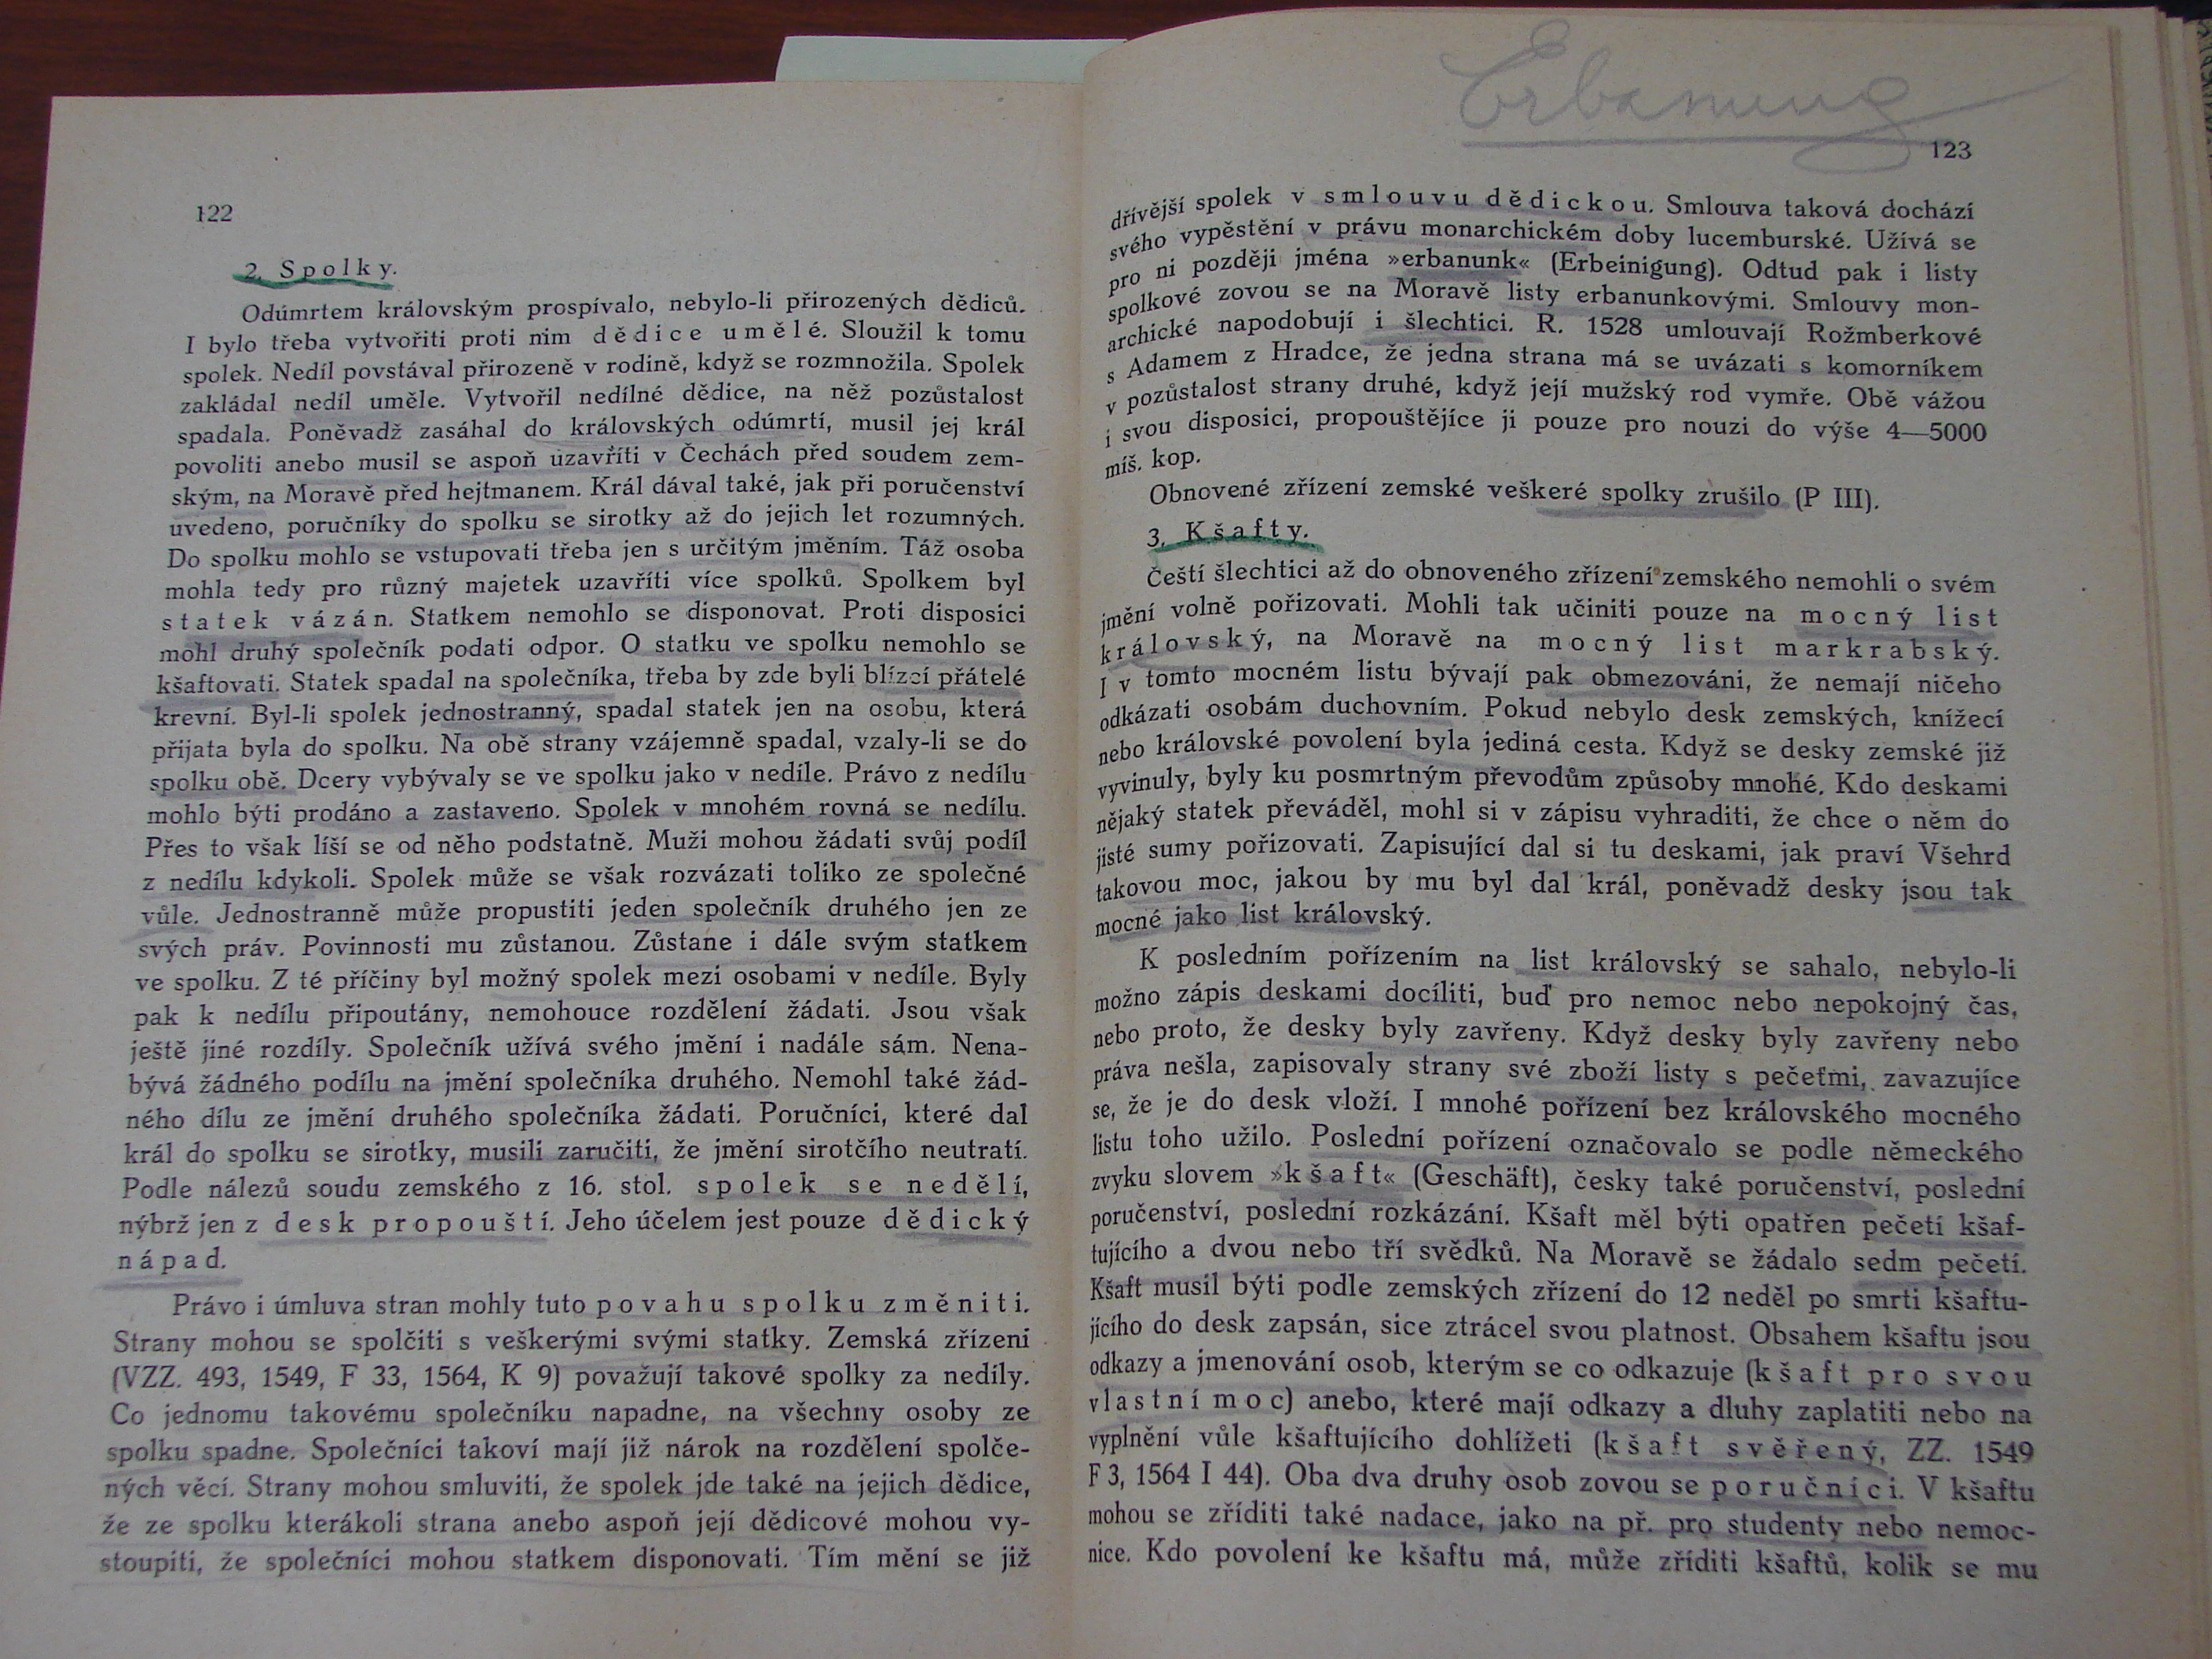 122
2. Spolky.
Odúmrtem královským prospívalo, nebylo-li přirozených dědiců.
I bylo třeba vytvořiti proti nim dědice umělé. Sloužil k tomu
spolek. Nedíl povstával přirozeně v rodině, když se rozmnožila. Spolek
zakládal nedíl uměle. Vytvořil nedílné dědice, na něž pozůstalost
spadala. Poněvadž zasáhal do královských odúmrtí, musil jej král
povoliti anebo musil se aspoň uzavříti v Čechách před soudem zem-
ským, na Moravě před hejtmanem. Král dával také, jak při poručenství
uvedeno, poručníky do spolku se sirotky až do jejich let rozumných.
Do spolku mohlo se vstupovati třeba jen s určitým jměním. Táž osoba
mohla tedy pro různý majetek uzavříti více spolků. Spolkem byl
statek vázán. Statkem nemohlo se disponovat. Proti disposici
mohl druhý společník podati odpor. O statku ve spolku nemohlo se
kšaftovati. Statek spadal na společníka, třeba by zde byli blízcí přátelé
krevní. Byl-li spolek jednostranný, spadal statek jen na osobu, která
přijata byla do spolku. Na obě strany vzájemně spadal, vzaly-li se do
spolku obě. Dcery vybývaly se ve spolku jako v nedíle. Právo z nedílu
mohlo býti prodáno a zastaveno. Spolek v mnohém rovná se nedílu.
Přes to však líší se od něho podstatně. Muži mohou žádati svůj podíl
z nedílu kdykoli. Spolek může se však rozvázati toliko ze společné
vůle. Jednostranně může propustiti jeden společník druhého jen ze
svých práv. Povinnosti mu zůstanou. Zůstane i dále svým statkem
ve spolku. Z té příčiny byl možný spolek mezi osobami v nedíle. Byly
pak k nedílu připoutány, nemohouce rozdělení žádati. Jsou však
ještě jiné rozdíly. Společník užívá svého jmění i nadále sám. Nena-
bývá žádného podílu na jmění společníka druhého. Nemohl také žád-
ného dílu ze jmění druhého společníka žádati. Poručníci, které dal
král do spolku se sirotky, musili zaručiti, že jmění sirotčího neutratí.
Podle nálezů soudu zemského z 16. stol. spolek se nedělí,
nýbrž jen z desk propouští. Jeho účelem jest pouze dědický
nápad.
Právo i úmluva stran mohly tuto povahu spolku změniti.
Strany mohou se spolčiti s veškerými svými statky. Zemská zřízeni
(VZZ. 493, 1549, F 33, 1564, K 9) považují takové spolky za nedíly.
Co jednomu takovému společníku napadne, na všechny osoby ze
spolku spadne. Společníci takoví mají již nárok na rozdělení spolče-
ných věcí. Strany mohou smluviti, že spolek jde také na jejich dědice,
že ze spolku kterákoli strana anebo aspoň její dědicové mohou vy-
stoupiti, že společníci mohou statkem disponovati. Tím mění se již
Erbanung
123
dřívější spolek v smlouvu dědickou. Smlouva taková dochází
svého vypěstění v právu monarchickém doby lucemburské. Užívá se
pro ni později jména »erbanunk« (Erbeinigung). Odtud pak i listy
spolkové zovou se na Moravě listy erbanunkovými. Smlouvy mon-
archické napodobují i šlechtici. R. 1528 umlouvají Rožmberkové
s Adamem z Hradce, že jedna strana má se uvázati s komorníkem
v pozůstalost strany druhé, když její mužský rod vymře. Obě vážou
i svou disposici, propouštějíce ji pouze pro nouzi do výše 4—5000
míš. kop.
Obnovené zřízení zemské veškeré spolky zrušilo (P III).
3. Kšafty.
Čeští šlechtici až do obnoveného zřízení zemského nemohli o svém
jmění volně pořizovati. Mohli tak učiniti pouze na mocný list
královský, na Moravě na mocný list markrabský.
I v tomto mocném listu bývají pak obmezováni, že nemají ničeho
odkázati osobám duchovním. Pokud nebylo desk zemských, knížecí
nebo královské povolení byla jediná cesta. Když se desky zemské již
vyvinuly, byly ku posmrtným převodům způsoby mnohé. Kdo deskami
nějaký statek převáděl, mohl si v zápisu vyhraditi, že chce o něm do
jisté sumy pořizovati. Zapisující dal si tu deskami, jak praví Všehrd
takovou moc, jakou by mu byl dal král, poněvadž desky jsou tak
mocné jako list královský.
K posledním pořízením na list královský se sahalo, nebylo-li
možno zápis deskami docíliti, buď pro nemoc nebo nepokojný čas,
nebo proto, že desky byly zavřeny. Když desky byly zavřeny nebo
práva nešla, zapisovaly strany své zboží listy s pečeťmi, zavazujíce
se, že je do desk vloží. I mnohé pořízení bez královského mocného
listu toho užilo. Poslední pořízení označovalo se podle německého
zvyku slovem »kšaft« (Geschäft), česky také poručenství, poslední
poručenství, poslední rozkázání. Kšaft měl býti opatřen pečetí kšaf-
tujícího a dvou nebo tří svědků. Na Moravě se žádalo sedm pečetí.
Kšaft musil býti podle zemských zřízení do 12 neděl po smrti kšaftu-
jícího do desk zapsán, sice ztrácel svou platnost. Obsahem kšaftu jsou
odkazy a jmenování osob, kterým se co odkazuje (kšaft pro svou
vlastní moc) anebo, které mají odkazy a dluhy zaplatiti nebo na
vyplnění vůle kšaftujícího dohlížeti (kšaft svěřený, ZZ. 1549
F 3, 1564 I 44). Oba dva druhy osob zovou se poručníci. V kšaftu
mohou se zříditi také nadace, jako na př. pro studenty nebo nemoc-
nice. Kdo povolení ke kšaftu má, může zříditi kšaftů, kolik se mu